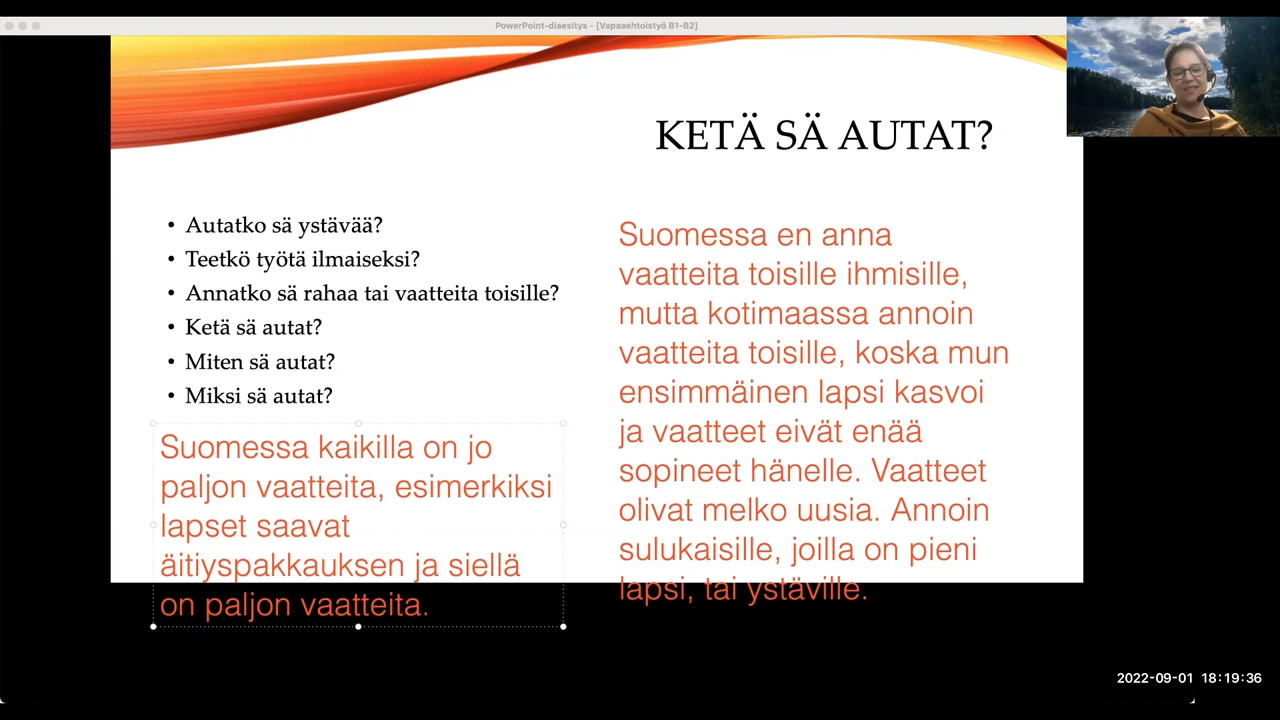 PowerPoint-diaesitys - [Vapaaehtoistyö B1-B2]
KETÄ SÄ AUTAT?
• Autatko sä ystävää?
• Teetkö työtä ilmaiseksi?
• Annatko sä rahaa tai vaatteita toisille?
• Ketä sä autat?
• Miten sä autat?
• Miksi sä autat?
Suomessa kaikilla on jo
paljon vaatteita, esimerkiksi
lapset saavat
äitiyspakkauksen ja siellä
on paljon vaatteita.
Suomessa en anna
vaatteita toisille ihmisille,
mutta kotimaassa annoin
vaatteita toisille, koska mun
ensimmäinen lapsi kasvoi
ja vaatteet eivät enää
sopineet hänelle. Vaatteet
olivat melko uusia. Annoin
sulukaisille, joilla on pieni
lapsi, tai ystäville.
2022-09-01 18:19:36